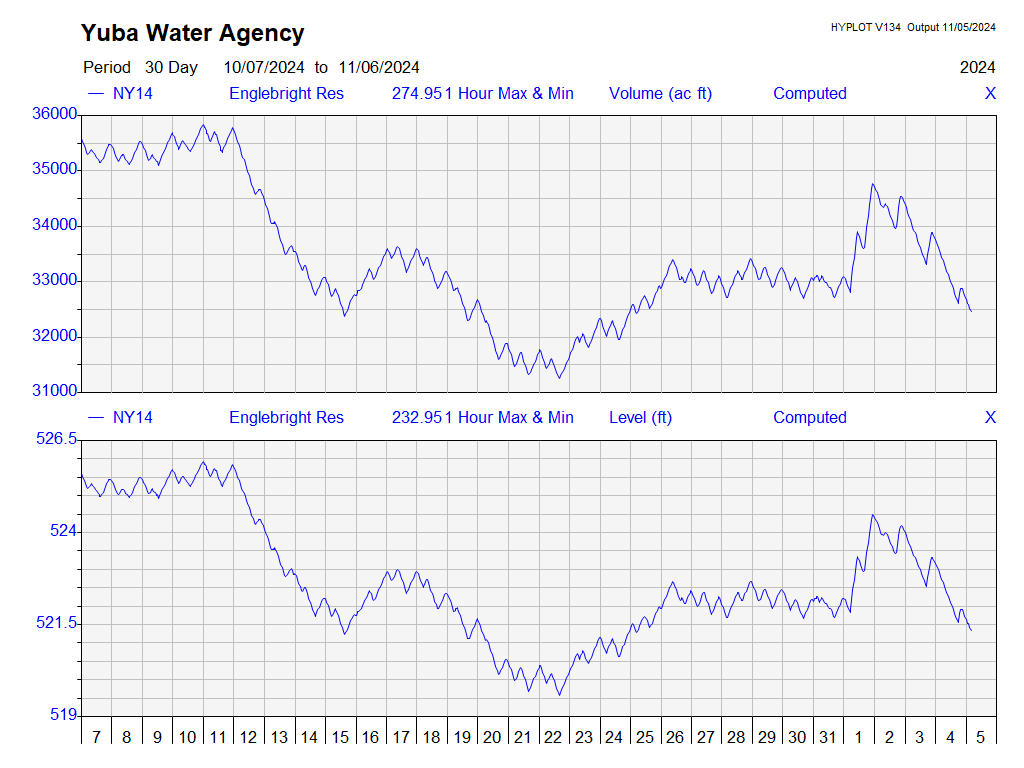 Yuba Water Agency
HYPLOT V134 Output 11/05/2024
Period 30 Day 10/07/2024 to 11/06/2024
2024
NY14 Englebright Res 274.951 Hour Max & Min Volume (ac ft) Computed X
36000
35000
34000
33000
32000
31000
NY14 Englebright Res 232.951 Hour Max & Min Level (ft) Computed X
526.5
524
521.5
519
7 8 9 10 11 12 13 14 15 16 17 18 19 20 21 22 23 24 25 26 27 28 29 30 31 1 2 3 4 5